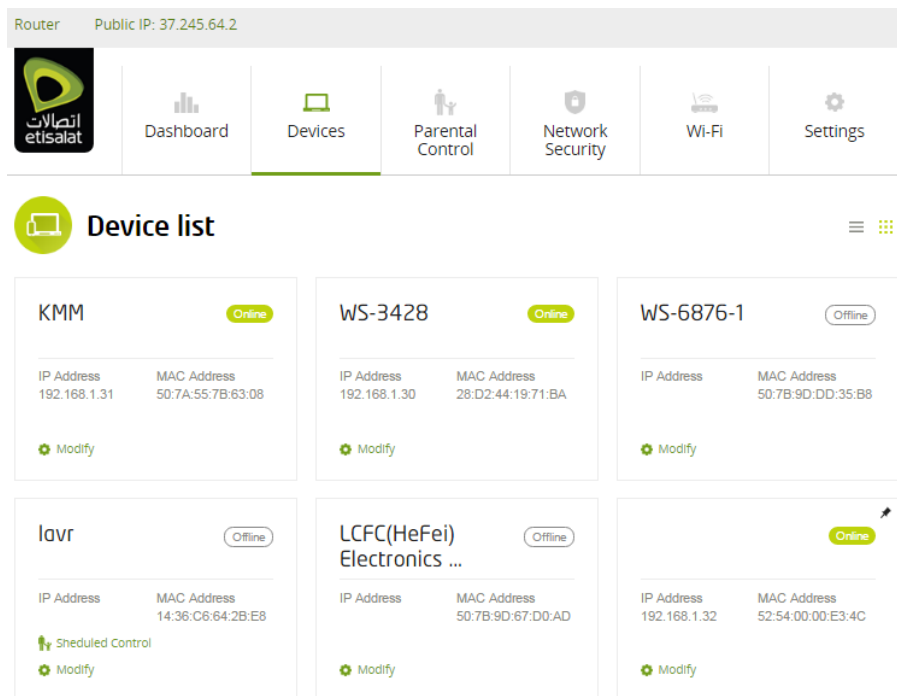 Router Public IP: 37.245.64.2
اتصالات
etisalat
Dashboard
Devices
Parental
Control
Network
Security
Wi-Fi
Settings
Device list
KMM Online
IP Address MAC Address
192.168.1.31 50:7A:55:7B:63:08
Modify
WS-3428 Online
IP Address MAC Address
192.168.1.30 28:D2:44:19:71:BA
Modify
WS-6876-1 Offline
IP Address MAC Address
50:7B:9D:DD:35:B8
Modify
lavr Offline
IP Address MAC Address
14:36:C6:64:2B:E8
Sheduled Control
Modify
LCFC(HeFei) Offline
Electronics ...
IP Address MAC Address
50:7B:9D:67:D0:AD
Modify
Online
IP Address MAC Address
192.168.1.32 52:54:00:00:E3:4C
Modify